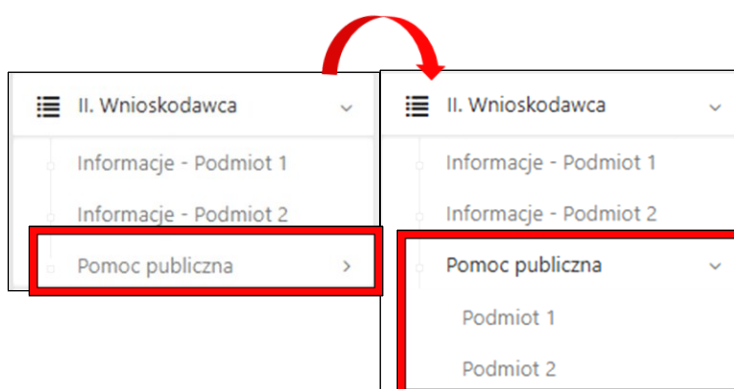 II. Wnioskodawca
Informacje - Podmiot 1
Informacje - Podmiot 2
Pomoc publiczna
II. Wnioskodawca
Informacje - Podmiot 1
Informacje - Podmiot 2
Pomoc publiczna
Podmiot 1
Podmiot 2